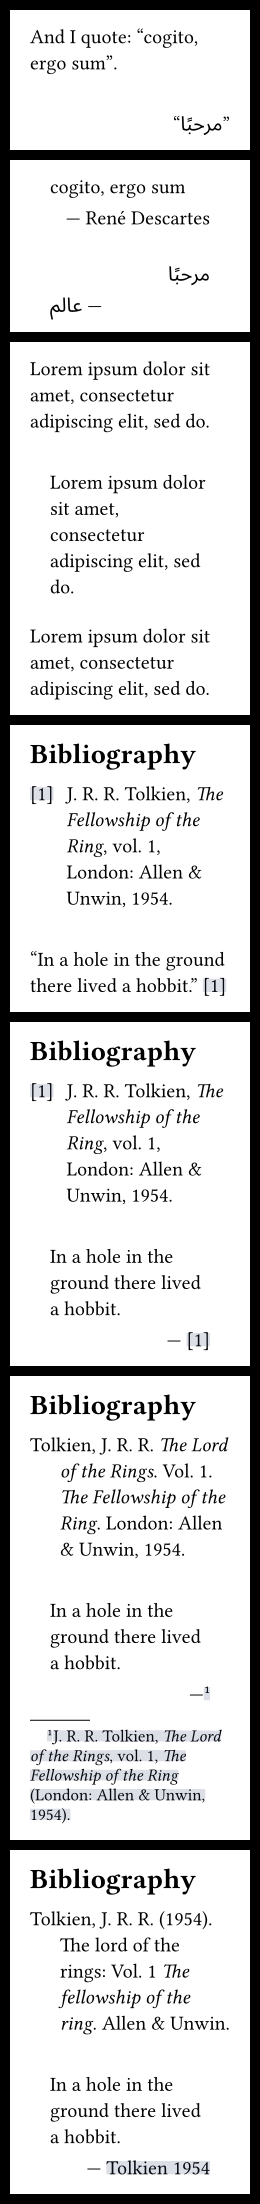 And I quote: “cogito,
ergo sum”.
“مرحبًا”
cogito, ergo sum
— René Descartes
مرحبًا
— عالم
Lorem ipsum dolor sit
amet, consectetur
adipiscing elit, sed do.
Lorem ipsum dolor
sit amet,
consectetur
adipiscing elit, sed
do.
Lorem ipsum dolor sit
amet, consectetur
adipiscing elit, sed do.
Bibliography
[1] J. R. R. Tolkien, The
Fellowship of the
Ring, vol. 1,
London: Allen &
Unwin, 1954.
“In a hole in the ground
there lived a hobbit.” [1]
Bibliography
[1] J. R. R. Tolkien, The
Fellowship of the
Ring, vol. 1,
London: Allen &
Unwin, 1954.
In a hole in the
ground there lived
a hobbit.
— [1]
Bibliography
Tolkien, J. R. R. The Lord
of the Rings. Vol. 1.
The Fellowship of the
Ring. London: Allen
& Unwin, 1954.
In a hole in the
ground there lived
a hobbit.
—¹
¹J. R. R. Tolkien, The Lord
of the Rings, vol. 1, The
Fellowship of the Ring
(London: Allen & Unwin,
1954).
Bibliography
Tolkien, J. R. R. (1954).
The lord of the
rings: Vol. 1 The
fellowship of the
ring. Allen & Unwin.
In a hole in the
ground there lived
a hobbit.
— Tolkien 1954